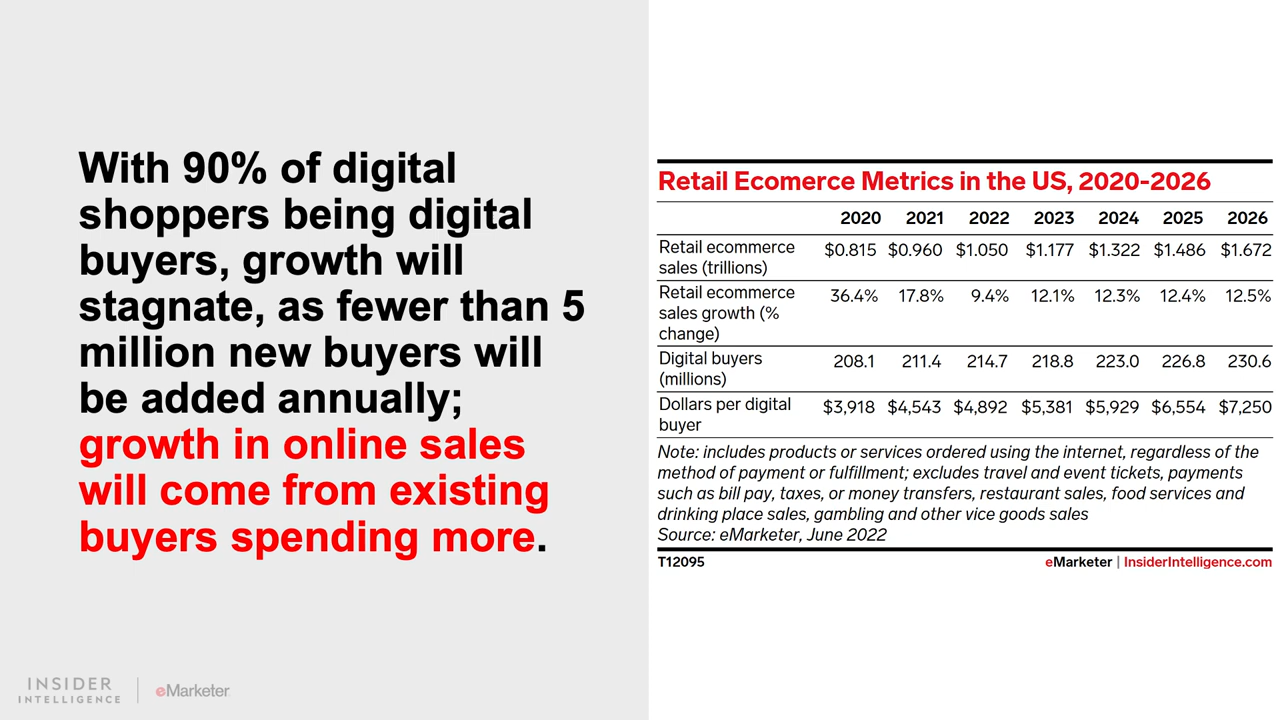 With 90% of digital
shoppers being digital
buyers, growth will
stagnate, as fewer than 5
million new buyers will
be added annually;
growth in online sales
will come from existing
buyers spending more.
INSIDER
INTELLIGENCE
eMarketer
Retail Ecomerce Metrics in the US, 2020-2026
2020 2021 2022 2023 2024 2025 2026
Retail ecommerce
sales (trillions) $0.815 $0.960 $1.050 $1.177 $1.322 $1.486 $1.672
Retail ecommerce
sales growth (%
change) 36.4% 17.8% 9.4% 12.1% 12.3% 12.4% 12.5%
Digital buyers
(millions) 208.1 211.4 214.7 218.8 223.0 226.8 230.6
Dollars per digital
buyer $3,918 $4,543 $4,892 $5,381 $5,929 $6,554 $7,250
Note: includes products or services ordered using the internet, regardless of the
method of payment or fulfillment; excludes travel and event tickets, payments
such as bill pay, taxes, or money transfers, restaurant sales, food services and
drinking place sales, gambling and other vice goods sales
Source: eMarketer, June 2022
T12095 eMarketer | InsiderIntelligence.com